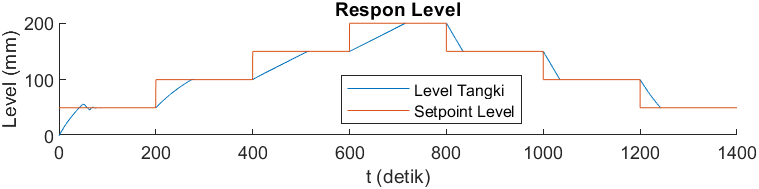 Respon Level
Level (mm)
200
100
0
Level Tangki
Setpoint Level
0 200 400 600 800 1000 1200 1400
t (detik)